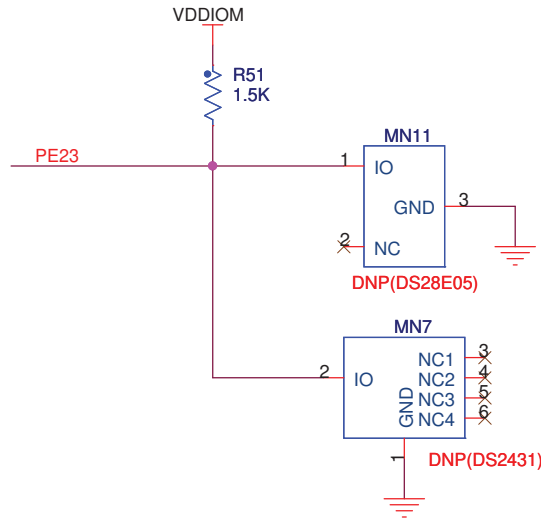 VDDIOM
R51
1.5K
PE23
MN11
1
IO
GND
3
2
NC
DNP(DS28E05)
MN7
2
IO
NC1
3
NC2
4
NC3
5
NC4
6
GND
1
DNP(DS2431)